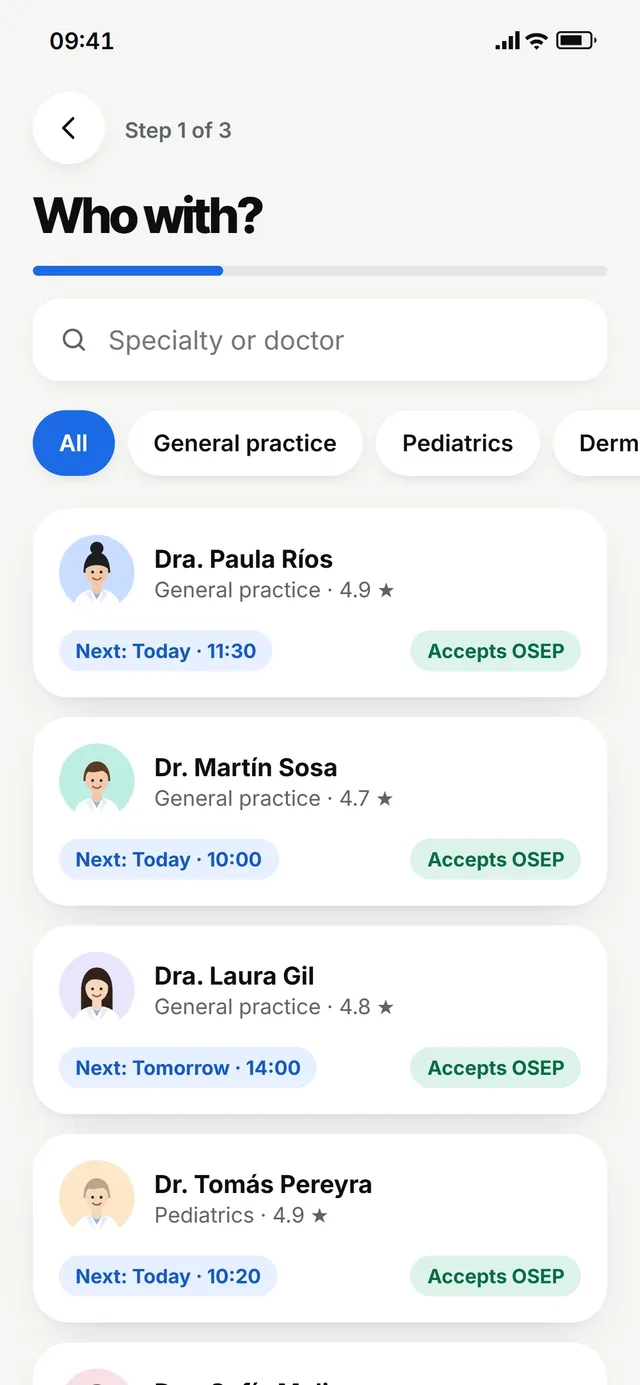 09:41
Step 1 of 3
Who with?
Specialty or doctor
All
General practice
Pediatrics
Derm
Dra. Paula Ríos
General practice · 4.9 ★
Next: Today · 11:30
Accepts OSEP
Dr. Martín Sosa
General practice · 4.7 ★
Next: Today · 10:00
Accepts OSEP
Dra. Laura Gil
General practice · 4.8 ★
Next: Tomorrow · 14:00
Accepts OSEP
Dr. Tomás Pereyra
Pediatrics · 4.9 ★
Next: Today · 10:20
Accepts OSEP